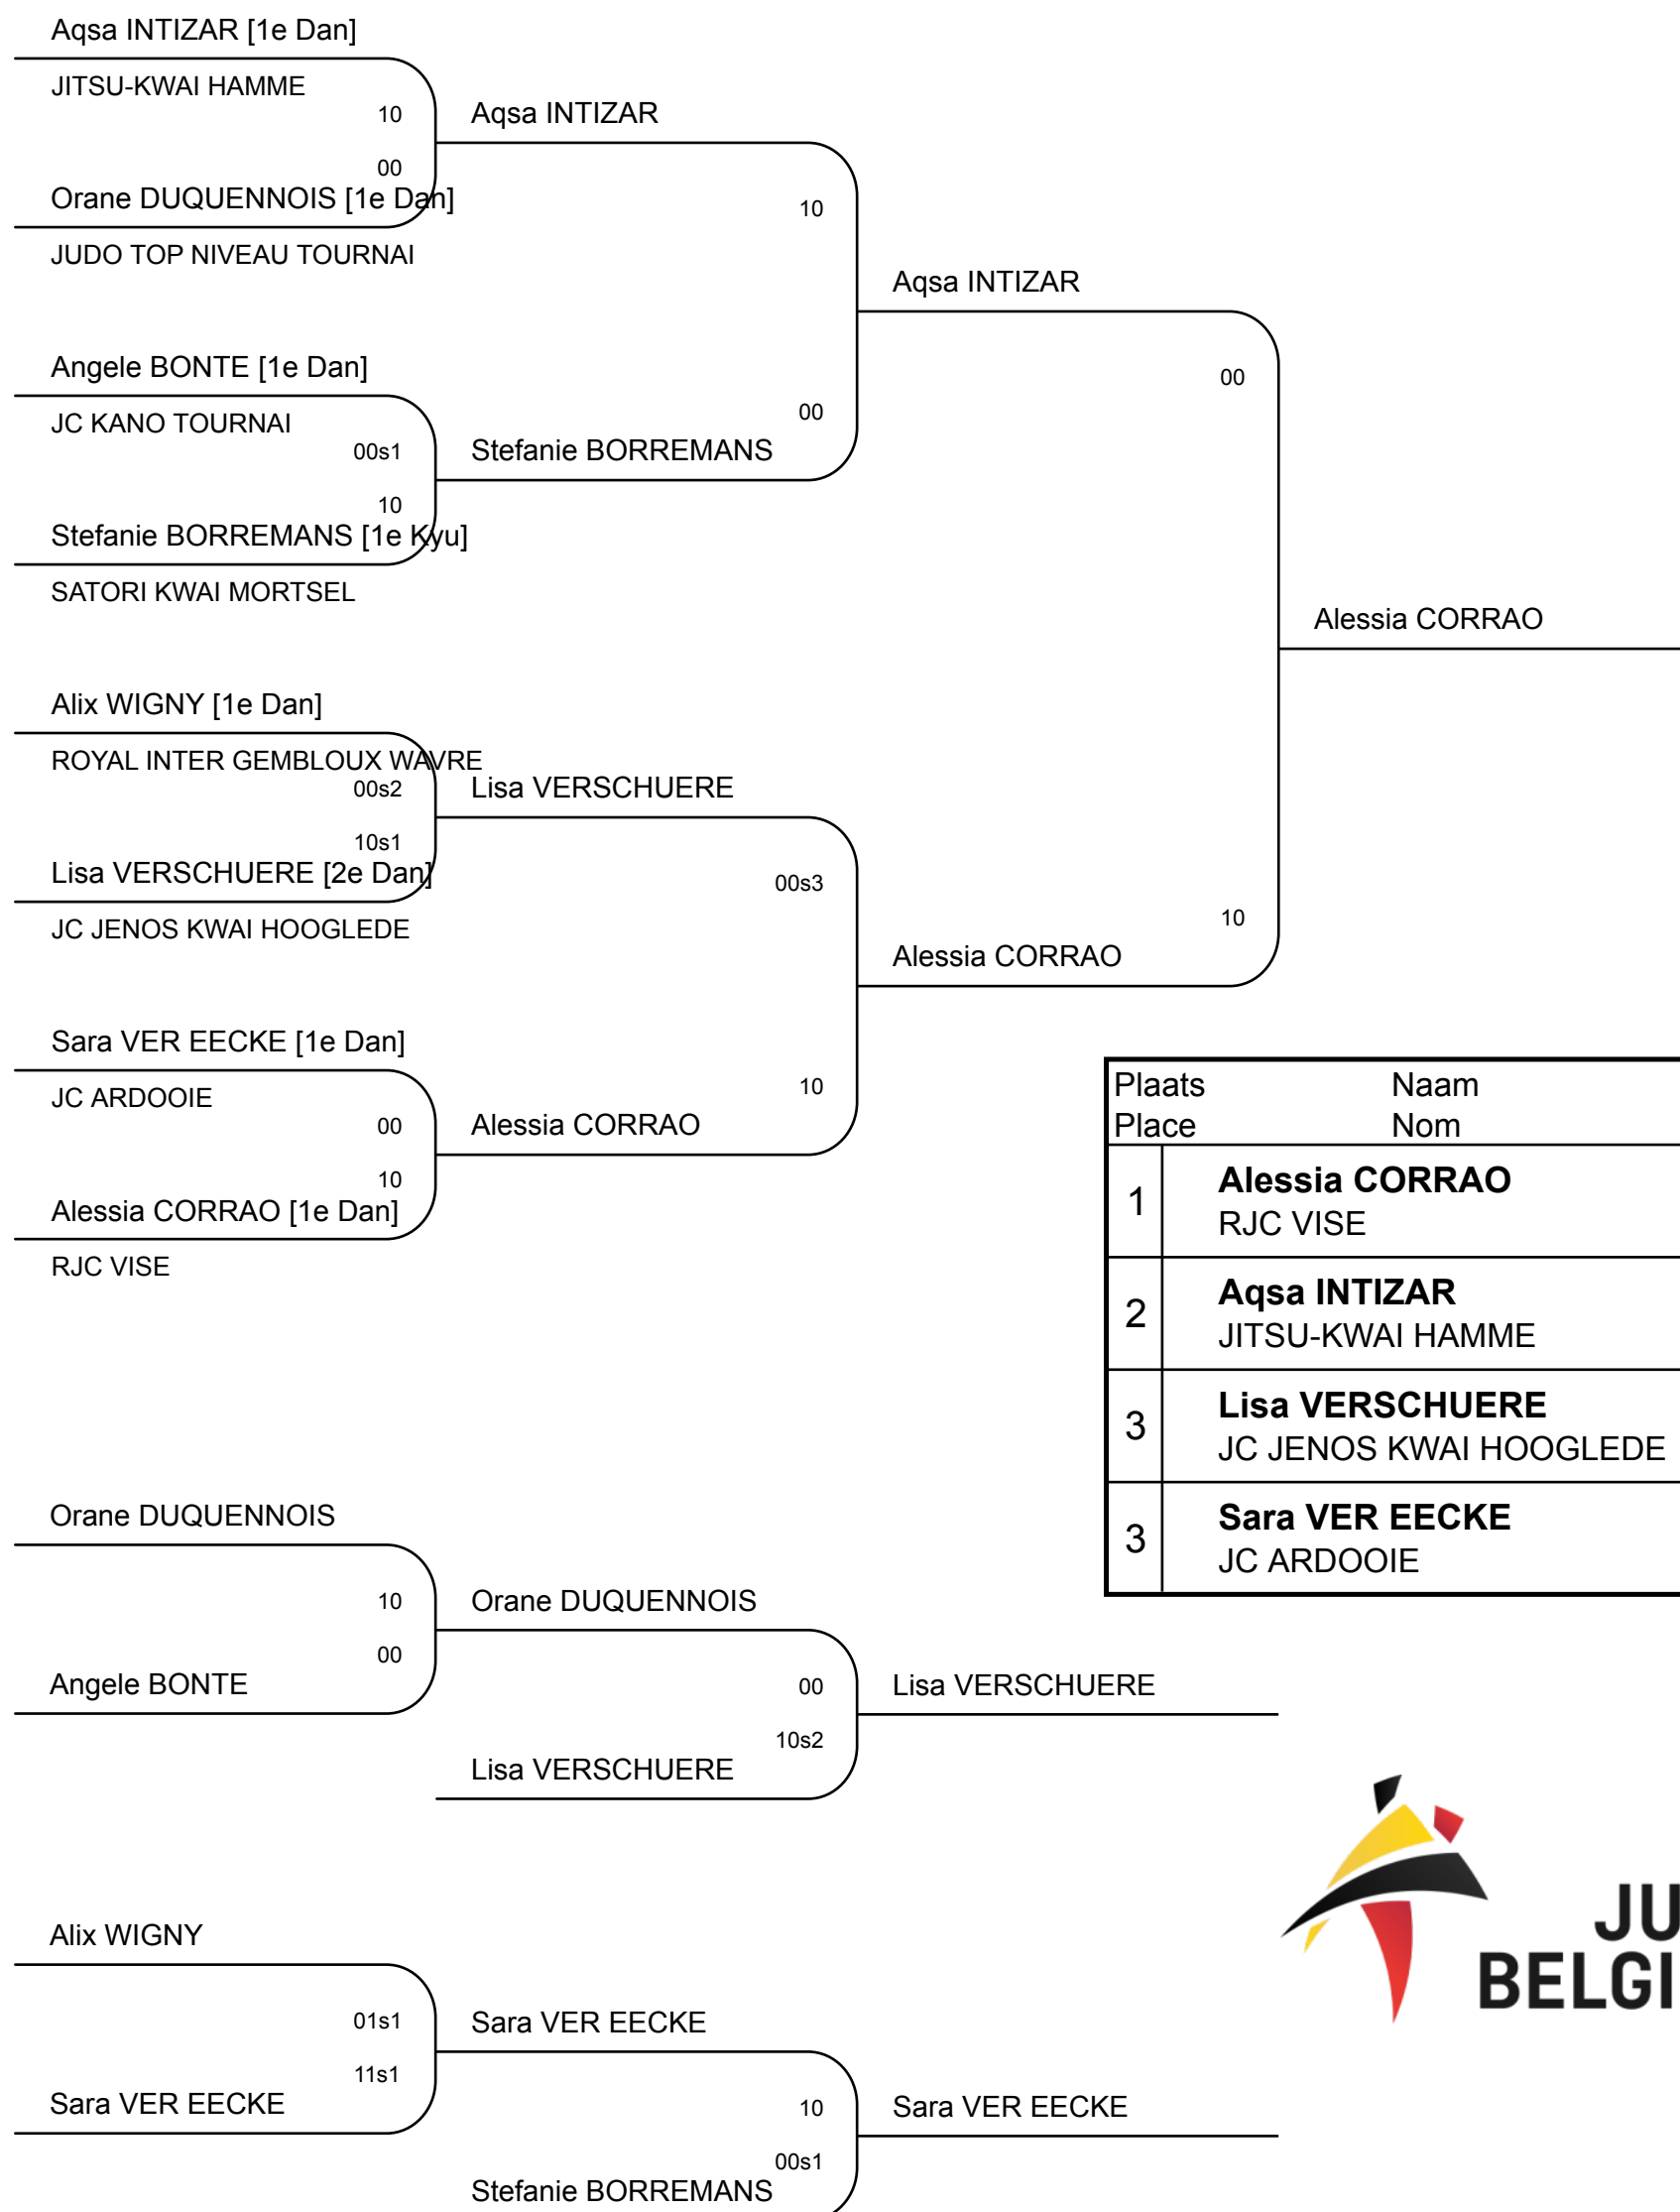 Aqsa INTIZAR [1e Dan]
JITSU-KWAI HAMME
10
Aqsa INTIZAR
00
Orane DUQUENNOIS [1e Dan]
10
JUDO TOP NIVEAU TOURNAI
Aqsa INTIZAR
Angele BONTE [1e Dan]
00
JC KANO TOURNAI
00
00s1
Stefanie BORREMANS
10
Stefanie BORREMANS [1e Kyu]
SATORI KWAI MORTSEL
Alessia CORRAO
Alix WIGNY [1e Dan]
ROYAL INTER GEMBLOUX WAVRE
00s2
Lisa VERSCHUERE
10s1
Lisa VERSCHUERE [2e Dan]
00s3
10
JC JENOS KWAI HOOGLEDE
Alessia CORRAO
Sara VER EECKE [1e Dan]
JC ARDOOIE
10
00
Alessia CORRAO
10
Alessia CORRAO [1e Dan]
RJC VISE
Plaats Naam
Place Nom
1 Alessia CORRAO
RJC VISE
2 Aqsa INTIZAR
JITSU-KWAI HAMME
3 Lisa VERSCHUERE
JC JENOS KWAI HOOGLEDE
3 Sara VER EECKE
JC ARDOOIE
Orane DUQUENNOIS
10
Orane DUQUENNOIS
00
Angele BONTE
00
Lisa VERSCHUERE
10s2
Lisa VERSCHUERE
Alix WIGNY
01s1
Sara VER EECKE
11s1
Sara VER EECKE
10
Sara VER EECKE
00s1
Stefanie BORREMANS
JU
BELGI